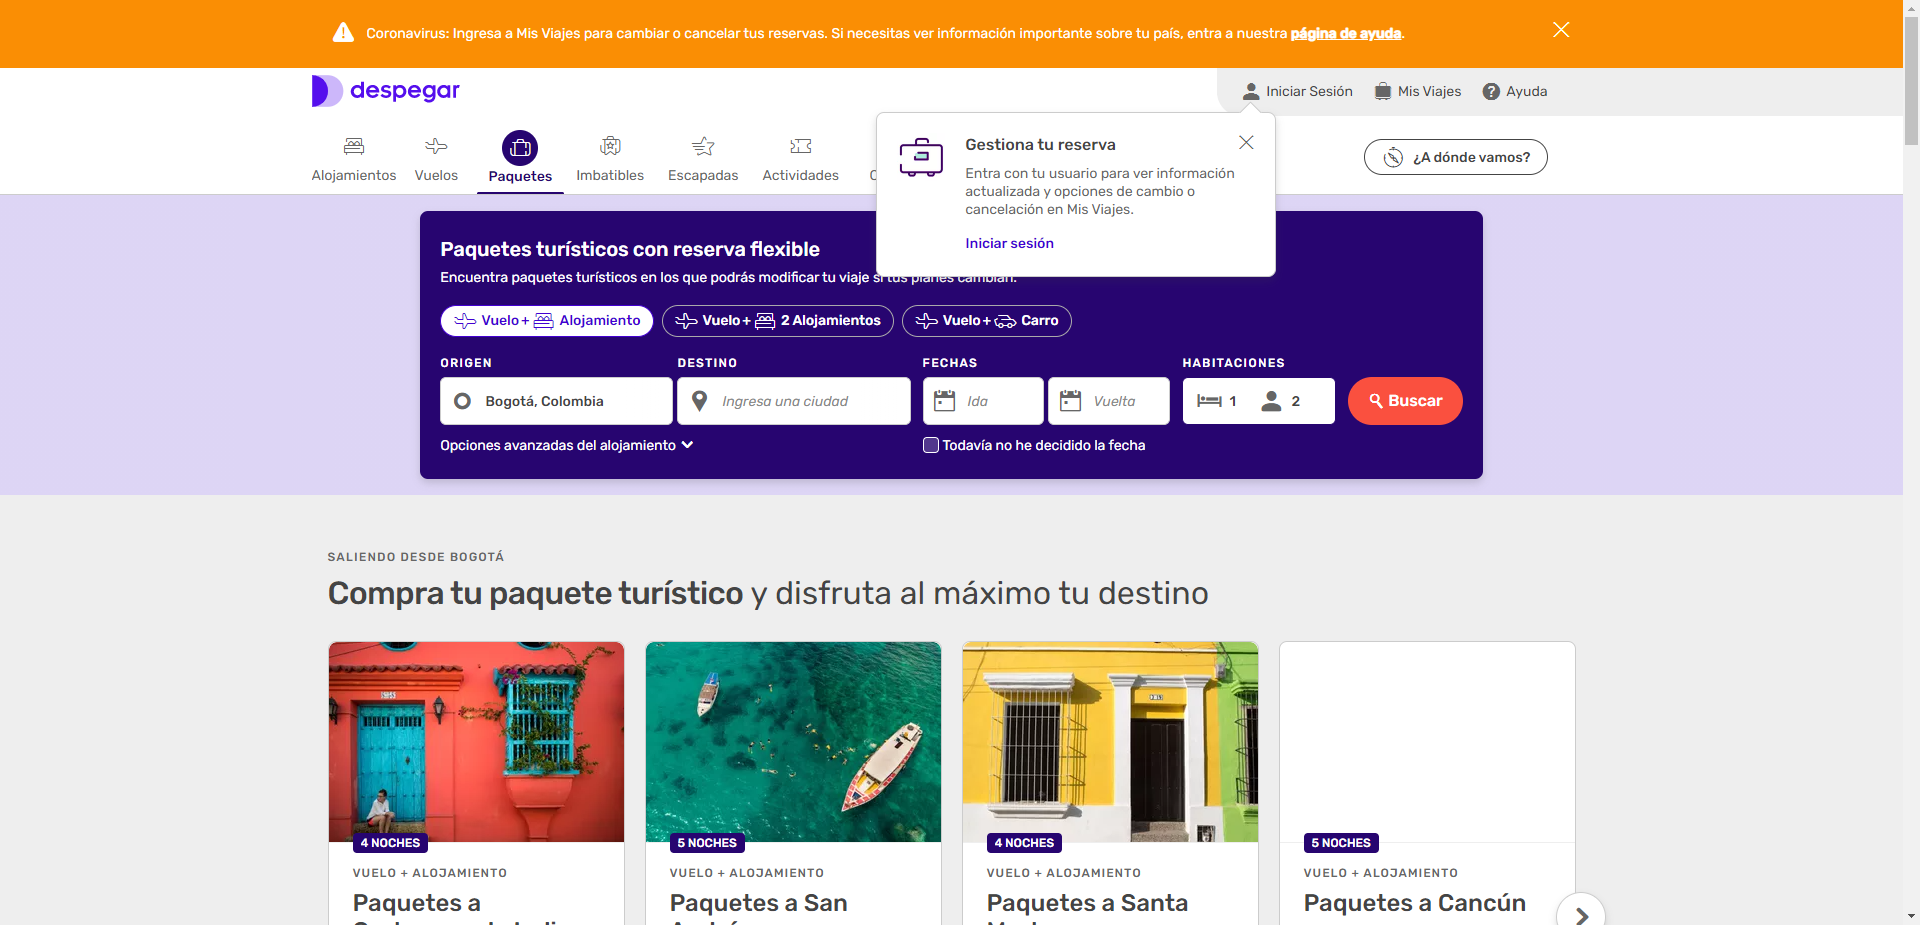 Coronavirus: Ingresa a Mis Viajes para cambiar o cancelar tus reservas. Si necesitas ver información importante sobre tu país, entra a nuestra página de ayuda.
despegar
Iniciar Sesión
Mis Viajes
Ayuda
Alojamientos
Vuelos
Paquetes
Imbatibles
Escapadas
Actividades
¿A dónde vamos?
Gestiona tu reserva
Entra con tu usuario para ver información
actualizada y opciones de cambio o
cancelación en Mis Viajes.
Iniciar sesión
Paquetes turísticos con reserva flexible
Encuentra paquetes turísticos en los que podrás modificar tu viaje si tus planes cambian.
Vuelo + Alojamiento
Vuelo + 2 Alojamientos
Vuelo + Carro
ORIGEN
DESTINO
FECHAS
HABITACIONES
Bogotá, Colombia
Ingresa una ciudad
Ida
Vuelta
1
2
Buscar
Opciones avanzadas del alojamiento
Todavía no he decidido la fecha
SALIENDO DESDE BOGOTÁ
Compra tu paquete turístico y disfruta al máximo tu destino
4 NOCHES
VUELO + ALOJAMIENTO
Paquetes a
5 NOCHES
VUELO + ALOJAMIENTO
Paquetes a San
4 NOCHES
VUELO + ALOJAMIENTO
Paquetes a Santa
5 NOCHES
VUELO + ALOJAMIENTO
Paquetes a Cancún